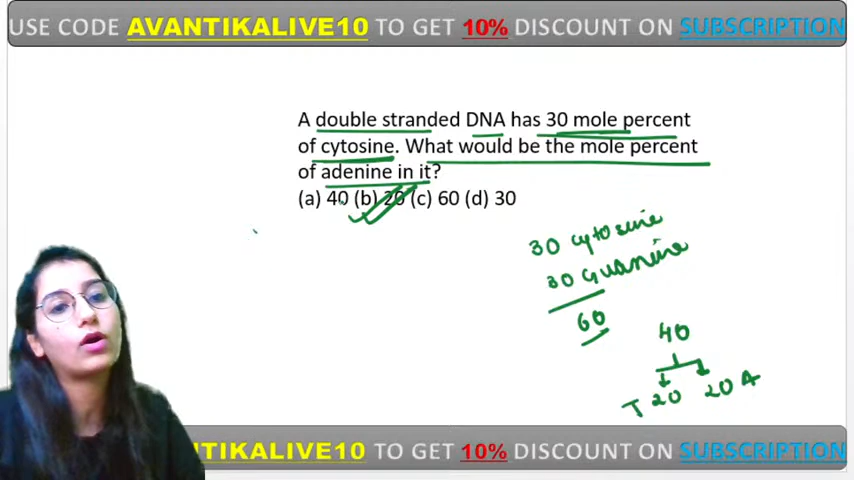 USE CODE AVANTIKALIVE10 TO GET 10% DISCOUNT ON SUBSCRIPTION
A double stranded DNA has 30 mole percent
of cytosine. What would be the mole percent
of adenine in it?
(a) 40 (b) 20 (c) 60 (d) 30
30 cytosine
30 Guanine
60
40
T 20 20 A
NTIKALIVE10 TO GET 10% DISCOUNT ON SUBSCRIPTION